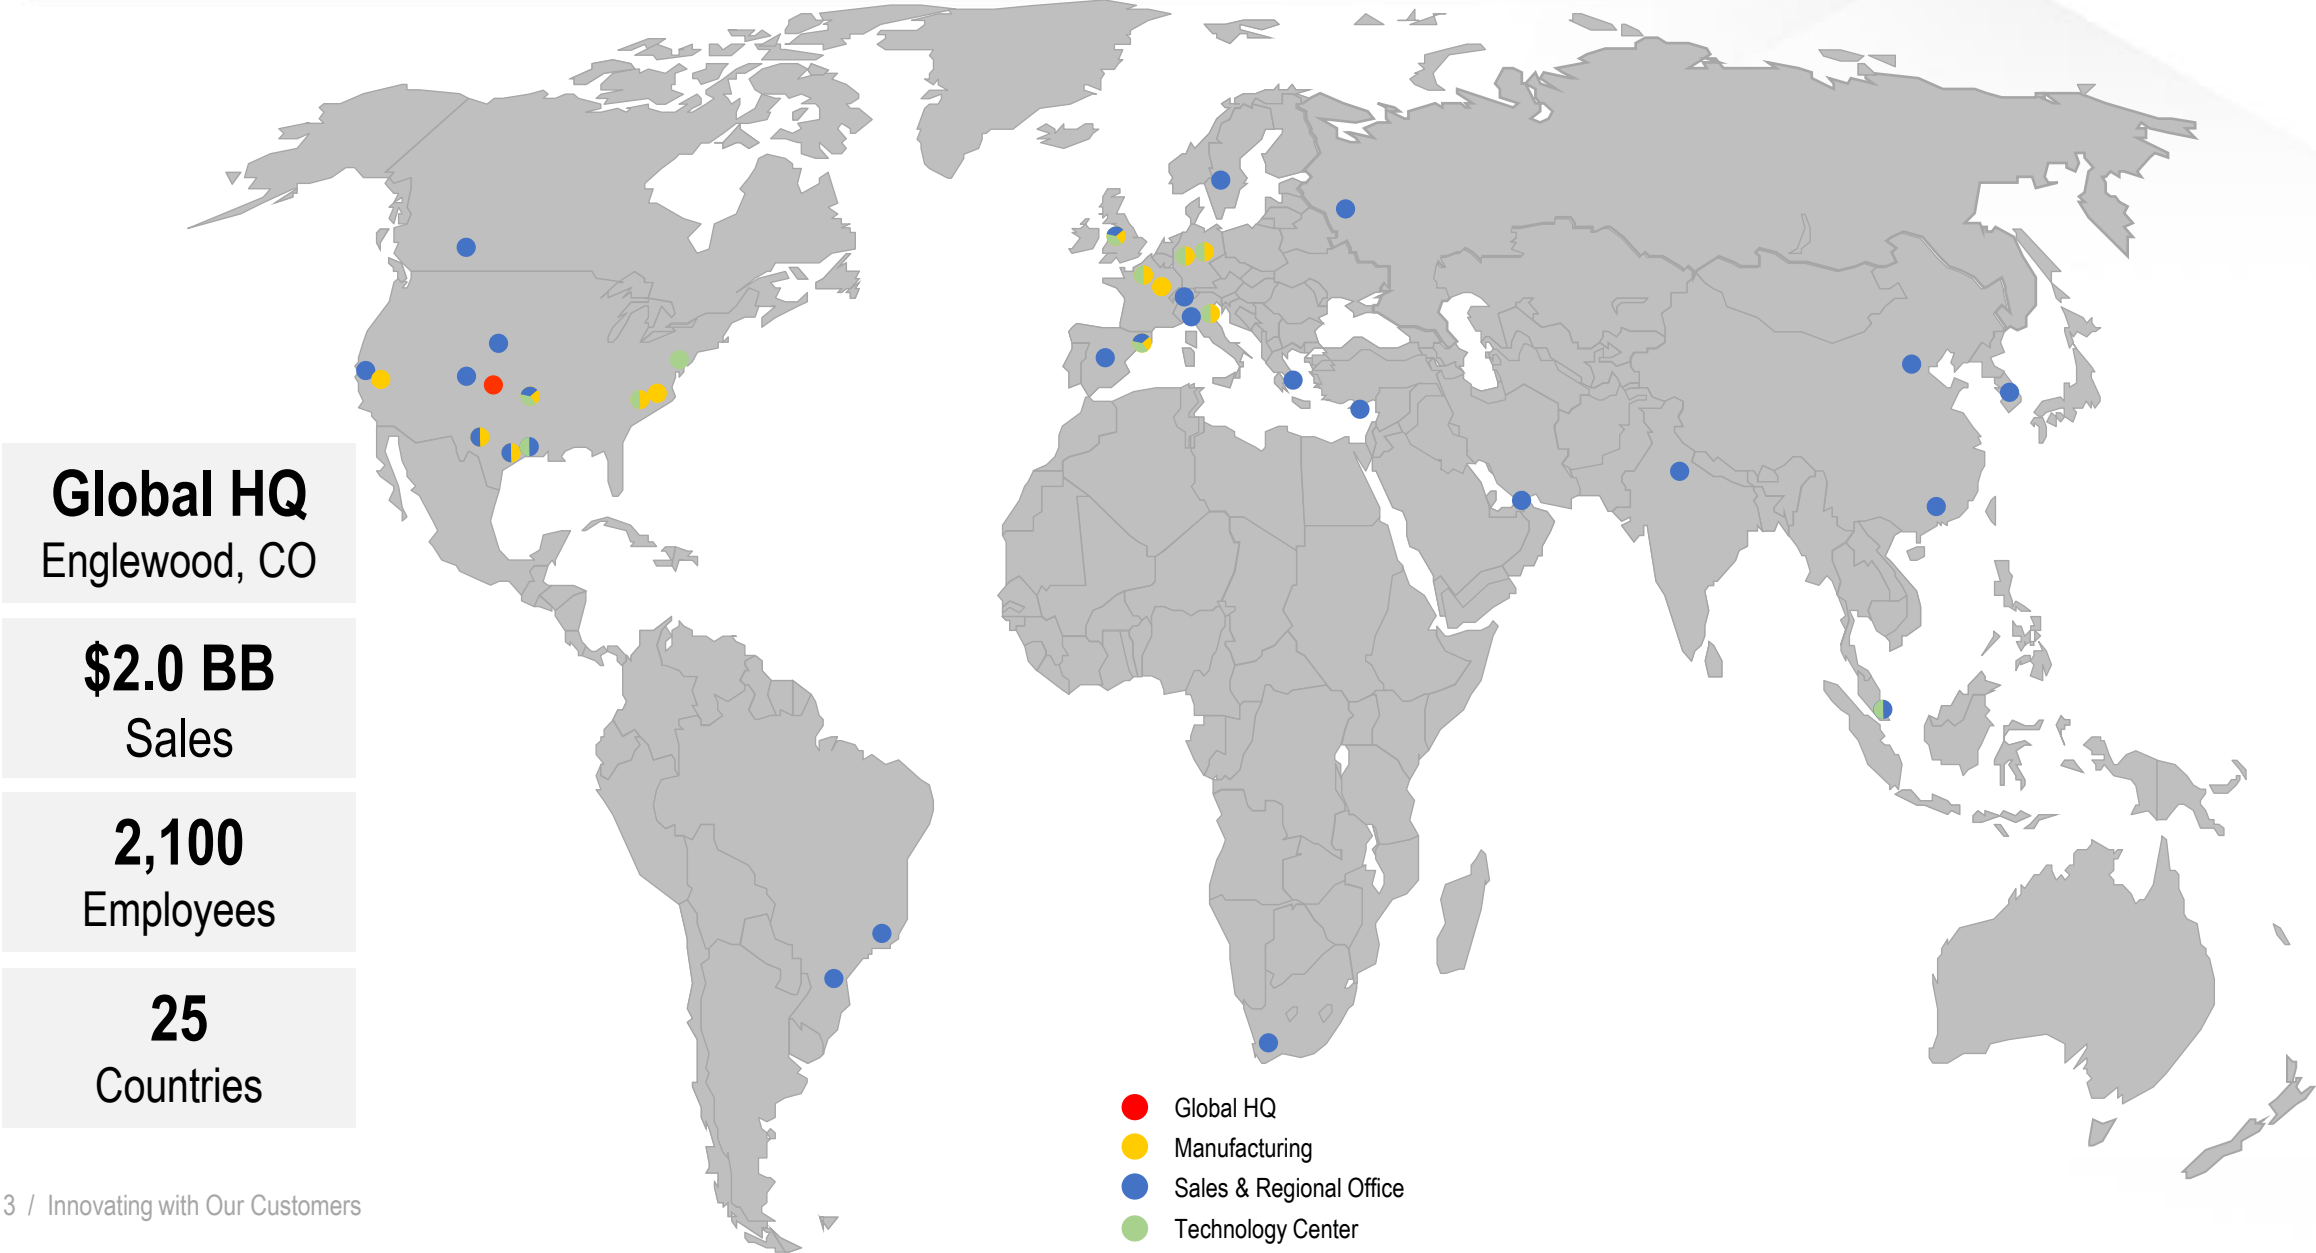 Global HQ
Englewood, CO
$2.0 BB
Sales
2,100
Employees
25
Countries
Global HQ
Manufacturing
Sales & Regional Office
Technology Center
3 / Innovating with Our Customers